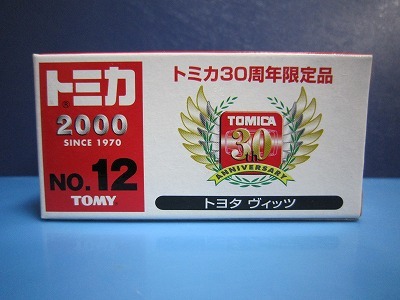 トミカ®
2000
SINCE 1970
NO.12
TOMY
トミカ30周年限定品
TOMICA
30th
ANNIVERSARY
トヨタ ヴィッツ